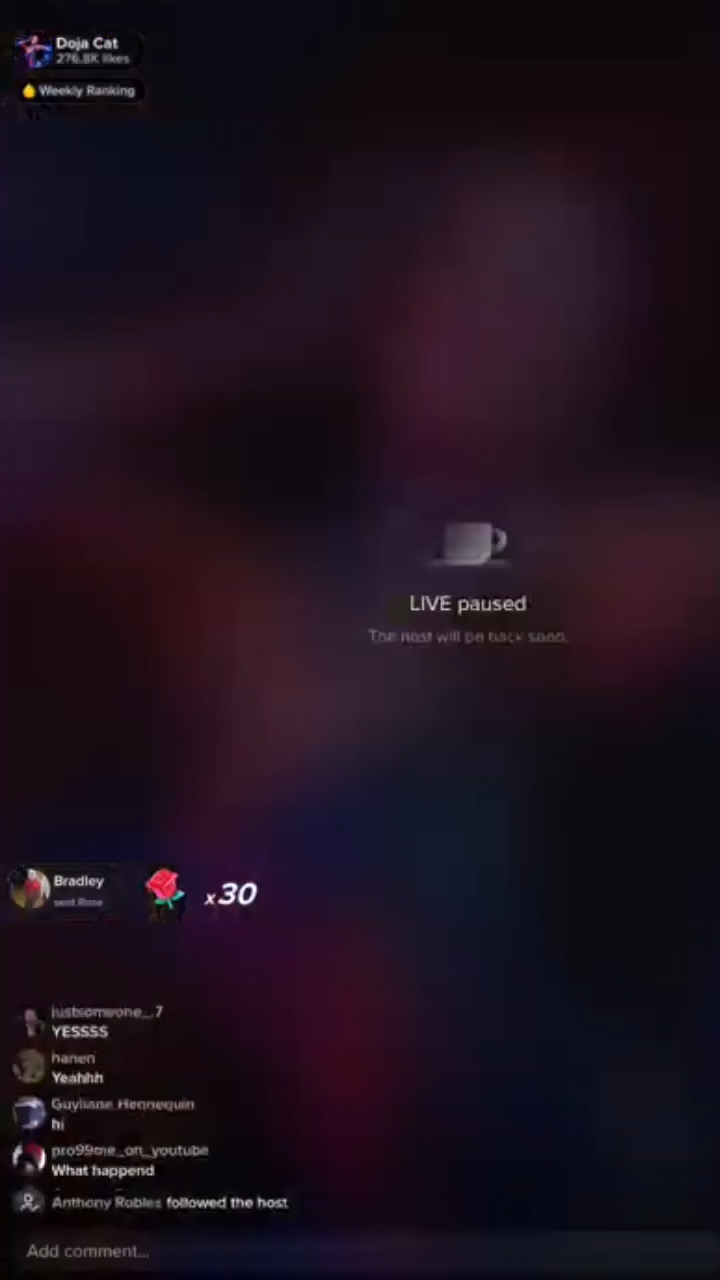 Doja Cat
276.8K likes
Weekly Ranking
LIVE paused
The host will be back soon.
Bradley
sent Rose
x30
justsomeone_.7
YESSSS
hanen
Yeahhh
Guyliane Hennequin
hi
pro99me_on_youtube
What happend
Anthony Robles followed the host
Add comment...